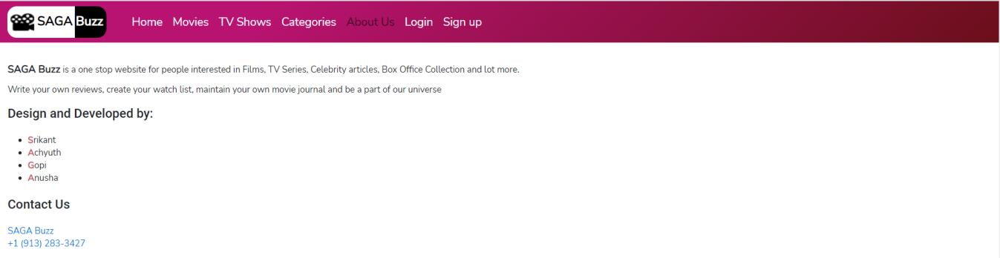 SAGA Buzz Home Movies TV Shows Categories About Us Login Sign up
SAGA Buzz is a one stop website for people interested in Films, TV Series, Celebrity articles, Box Office Collection and lot more.
Write your own reviews, create your watch list, maintain your own movie journal and be a part of our universe
Design and Developed by:
Srikant
Achyuth
Gopi
Anusha
Contact Us
SAGA Buzz
+1 (913) 283-3427